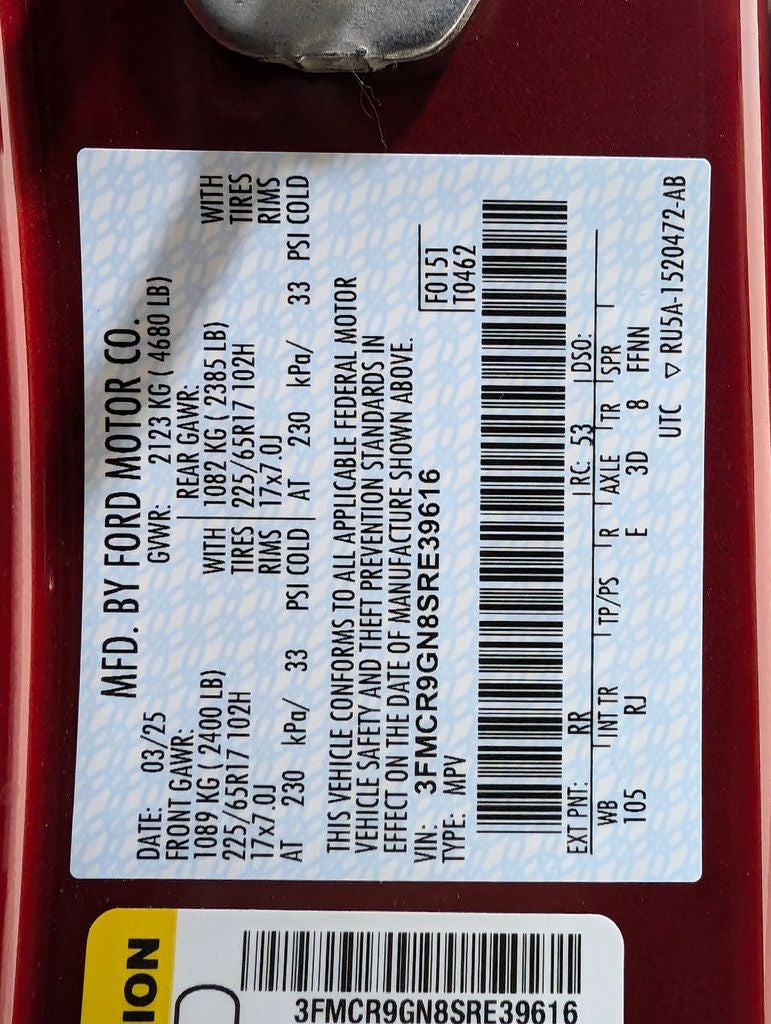 MFD. BY FORD MOTOR CO.
DATE: 03/25 GVWR: 2123 KG ( 4680 LB)
FRONT GAWR: REAR GAWR:
1089 KG ( 2400 LB) WITH 1082 KG ( 2385 LB) WITH
225/65R17 102H TIRES 225/65R17 102H TIRES
17x7.0J RIMS 17x7.0J RIMS
AT 230 kPa/ 33 PSI COLD AT 230 kPa/ 33 PSI COLD
THIS VEHICLE CONFORMS TO ALL APPLICABLE FEDERAL MOTOR
VEHICLE SAFETY AND THEFT PREVENTION STANDARDS IN
EFFECT ON THE DATE OF MANUFACTURE SHOWN ABOVE.
VIN: 3FMCR9GN8SRE39616 F0151
TYPE: MPV T0462
EXT PNT: RR RC: 53 DSO:
WB INT TR TP/PS R AXLE TR SPR
105 RJ E 3D 8 FFNN
UTC ▽ RU5A-1520472-AB
ION
3FMCR9GN8SRE39616